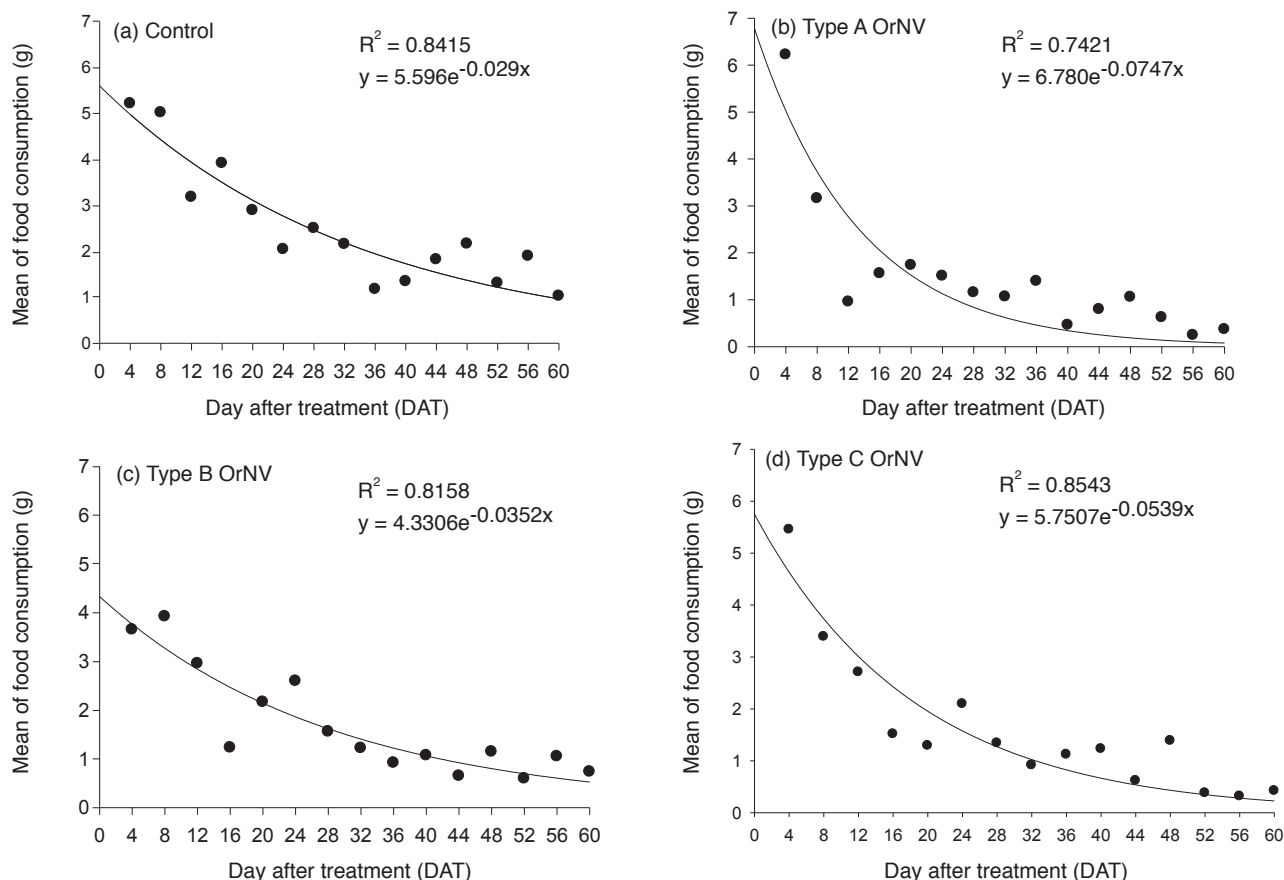 (a) Control
R² = 0.8415
y = 5.596e^-0.029x
Mean of food consumption (g)
7
6
5
4
3
2
1
0
0 4 8 12 16 20 24 28 32 36 40 44 48 52 56 60
Day after treatment (DAT)
(b) Type A OrNV
R² = 0.7421
y = 6.780e^-0.0747x
Mean of food consumption (g)
7
6
5
4
3
2
1
0
0 4 8 12 16 20 24 28 32 36 40 44 48 52 56 60
Day after treatment (DAT)
(c) Type B OrNV
R² = 0.8158
y = 4.3306e^-0.0352x
Mean of food consumption (g)
7
6
5
4
3
2
1
0
0 4 8 12 16 20 24 28 32 36 40 44 48 52 56 60
Day after treatment (DAT)
(d) Type C OrNV
R² = 0.8543
y = 5.7507e^-0.0539x
Mean of food consumption (g)
7
6
5
4
3
2
1
0
0 4 8 12 16 20 24 28 32 36 40 44 48 52 56 60
Day after treatment (DAT)